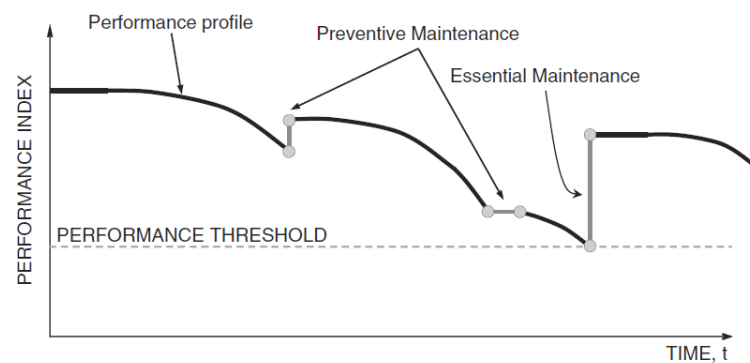 Performance profile
Preventive Maintenance
Essential Maintenance
PERFORMANCE INDEX
PERFORMANCE THRESHOLD
TIME, t